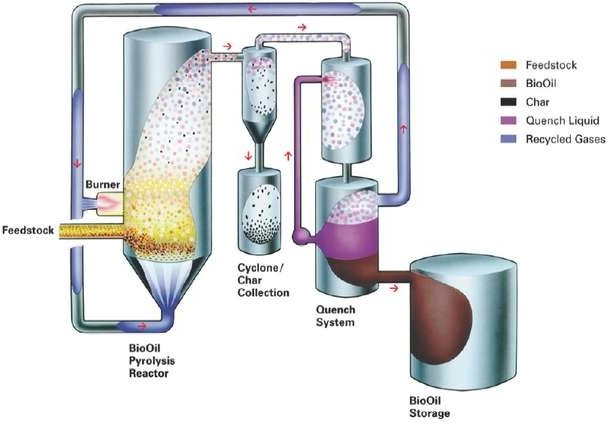 Feedstock
BioOil
Char
Quench Liquid
Recycled Gases
Burner
Feedstock
Cyclone/
Char
Collection
Quench
System
BioOil
Pyrolysis
Reactor
BioOil
Storage